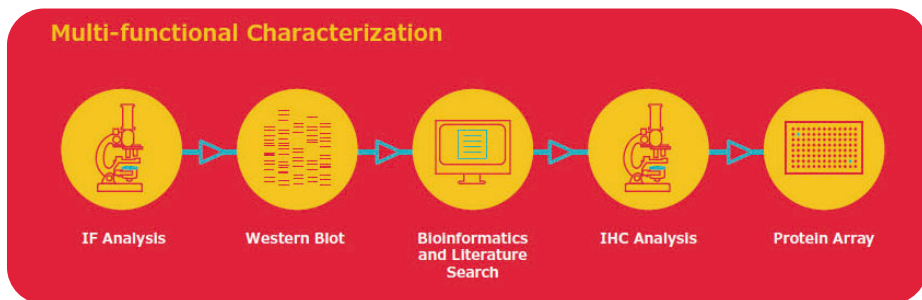 Multi-functional Characterization
IF Analysis
Western Blot
Bioinformatics
and Literature
Search
IHC Analysis
Protein Array